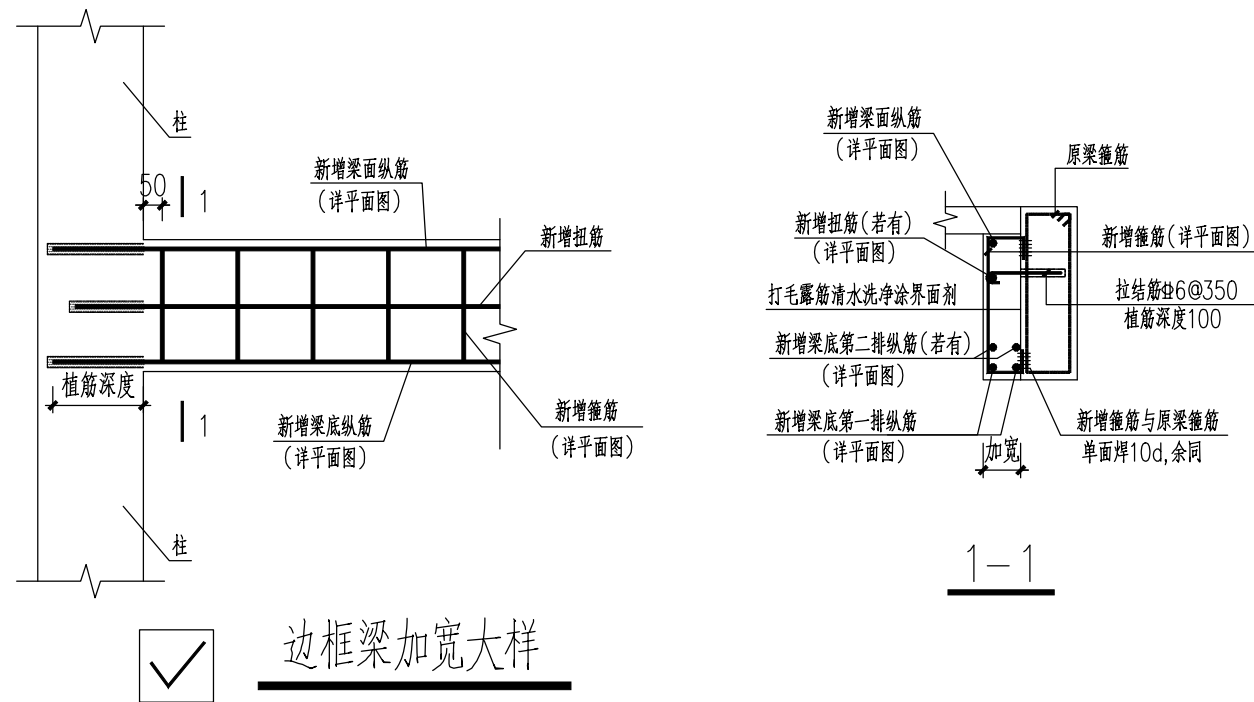 柱
50
1
新增梁面纵筋
(详平面图)
新增扭筋
植筋深度
1
新增梁底纵筋
(详平面图)
新增箍筋
(详平面图)
柱
边框梁加宽大样
新增梁面纵筋
(详平面图)
原梁箍筋
新增扭筋(若有)
(详平面图)
新增箍筋(详平面图)
打毛露筋清水洗净涂界面剂
拉结筋⌀6@350
植筋深度100
新增梁底第二排纵筋(若有)
(详平面图)
新增梁底第一排纵筋
(详平面图)
加宽
新增箍筋与原梁箍筋
单面焊10d,余同
1-1